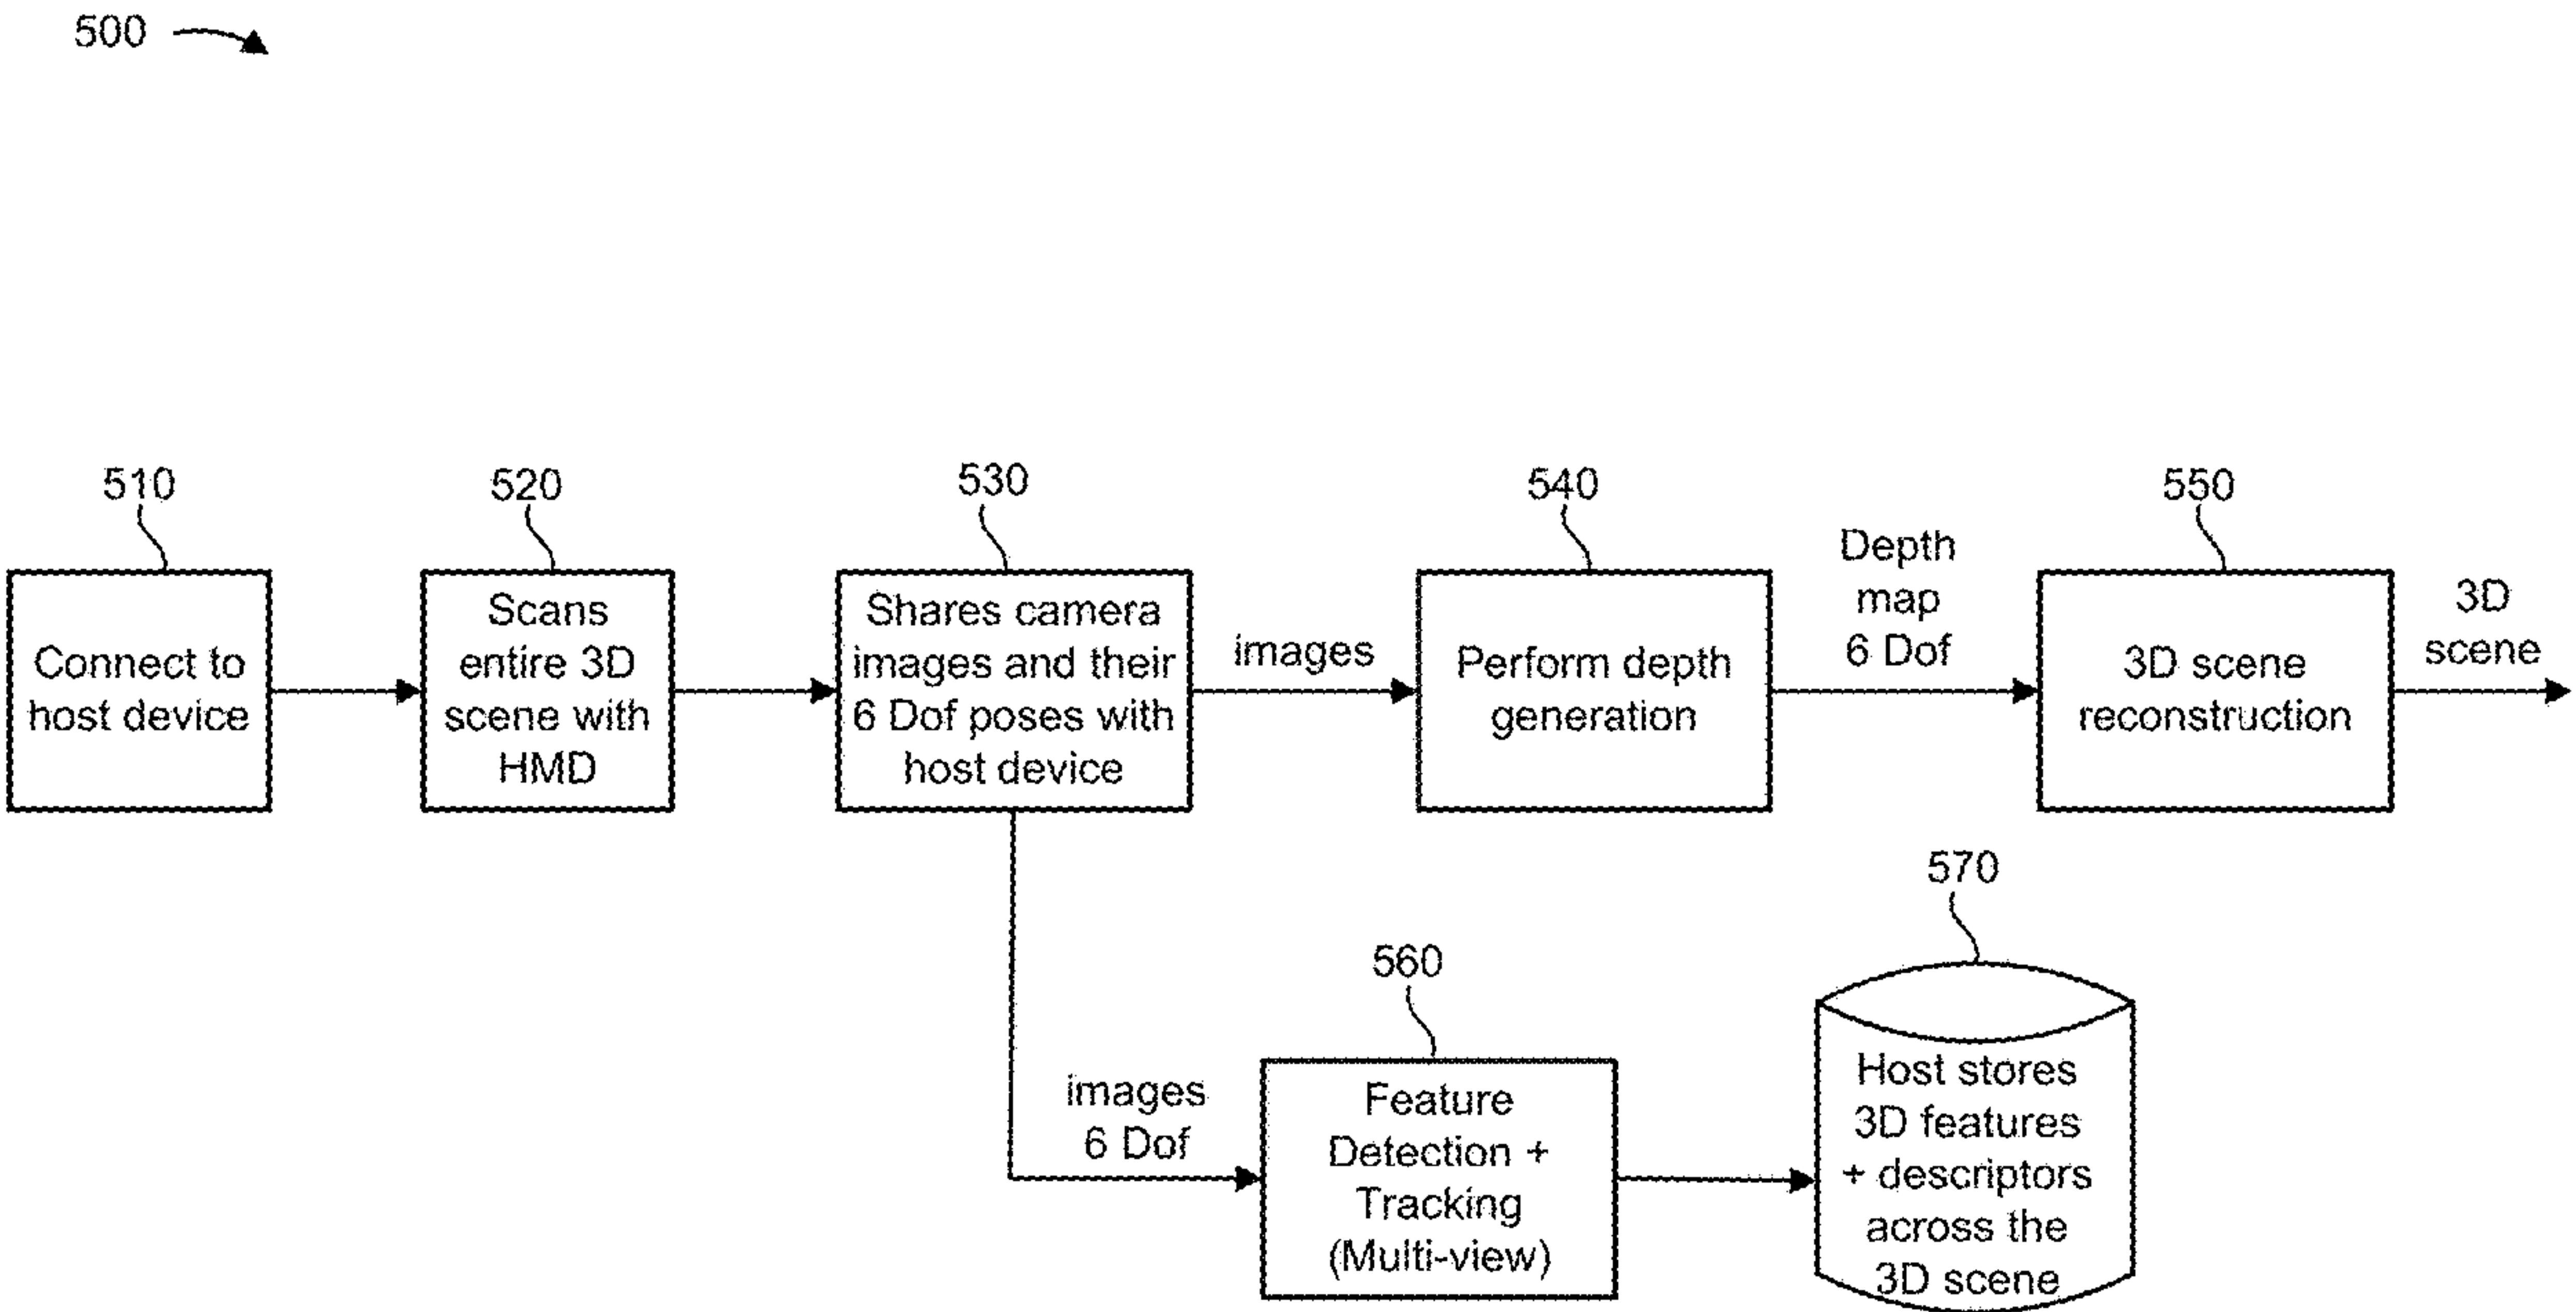 500
510
520
530
540
550
Connect to
host device
Scans
entire 3D
scene with
HMD
Shares camera
images and their
6 Dof poses with
host device
images
Perform depth
generation
Depth
map
6 Dof
3D scene
reconstruction
3D
scene
560
570
images
6 Dof
Feature
Detection +
Tracking
(Multi-view)
Host stores
3D features
+ descriptors
across the
3D scene